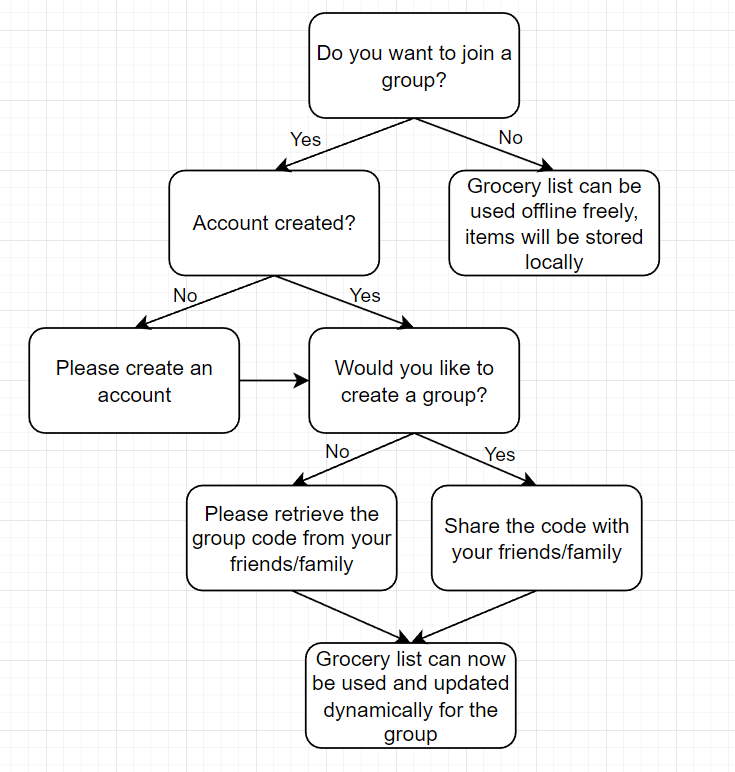 Do you want to join a
group?
Yes
No
Account created?
Grocery list can be
used offline freely,
items will be stored
locally
No
Yes
Please create an
account
Would you like to
create a group?
No
Yes
Please retrieve the
group code from your
friends/family
Share the code with
your friends/family
Grocery list can now
be used and updated
dynamically for the
group